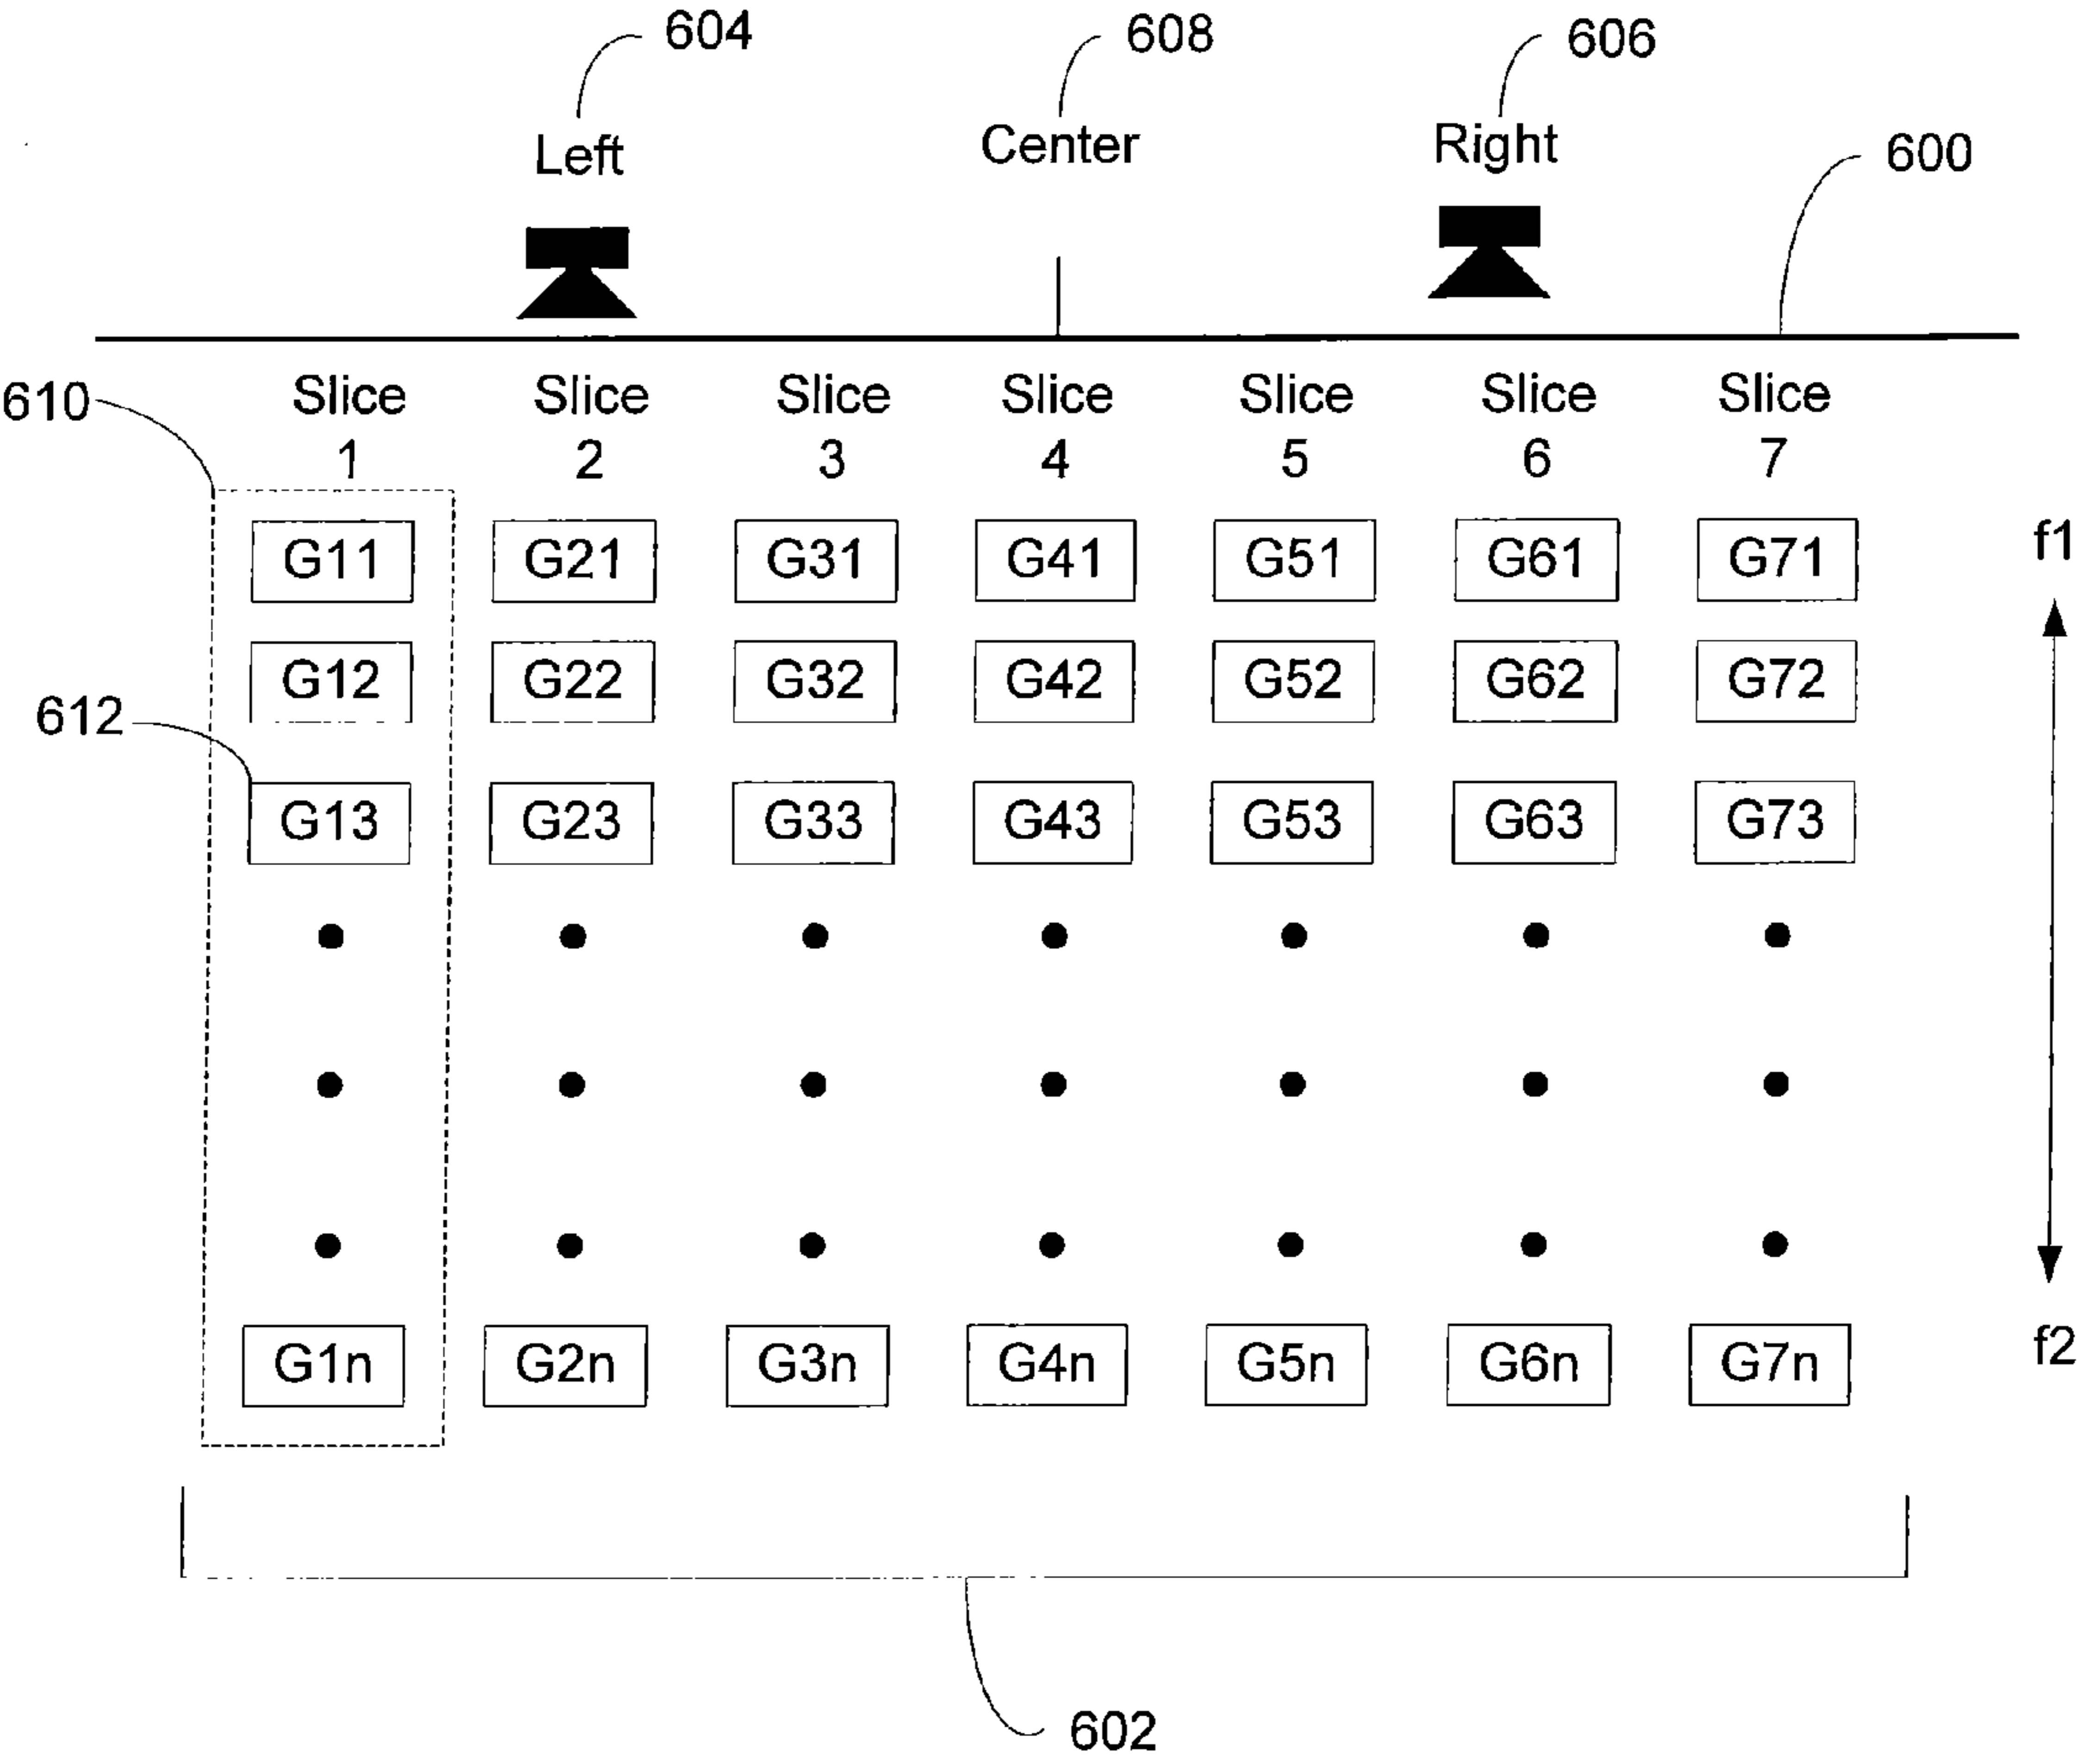 604
608
606
Left
Center
Right
600
610
Slice 1
Slice 2
Slice 3
Slice 4
Slice 5
Slice 6
Slice 7
G11 G21 G31 G41 G51 G61 G71
f1
G12 G22 G32 G42 G52 G62 G72
612
G13 G23 G33 G43 G53 G63 G73
G1n G2n G3n G4n G5n G6n G7n
f2
602